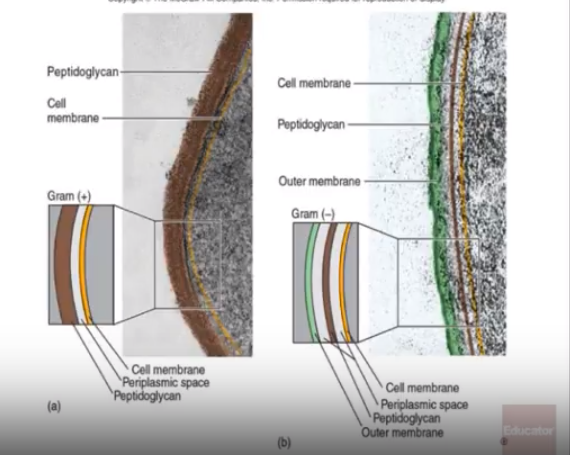 Peptidoglycan
Cell
membrane
Gram (+)
Cell membrane
Periplasmic space
Peptidoglycan
(a)
Cell membrane
Peptidoglycan
Outer membrane
Gram (–)
Cell membrane
Periplasmic space
Peptidoglycan
Outer membrane
(b)
Educator